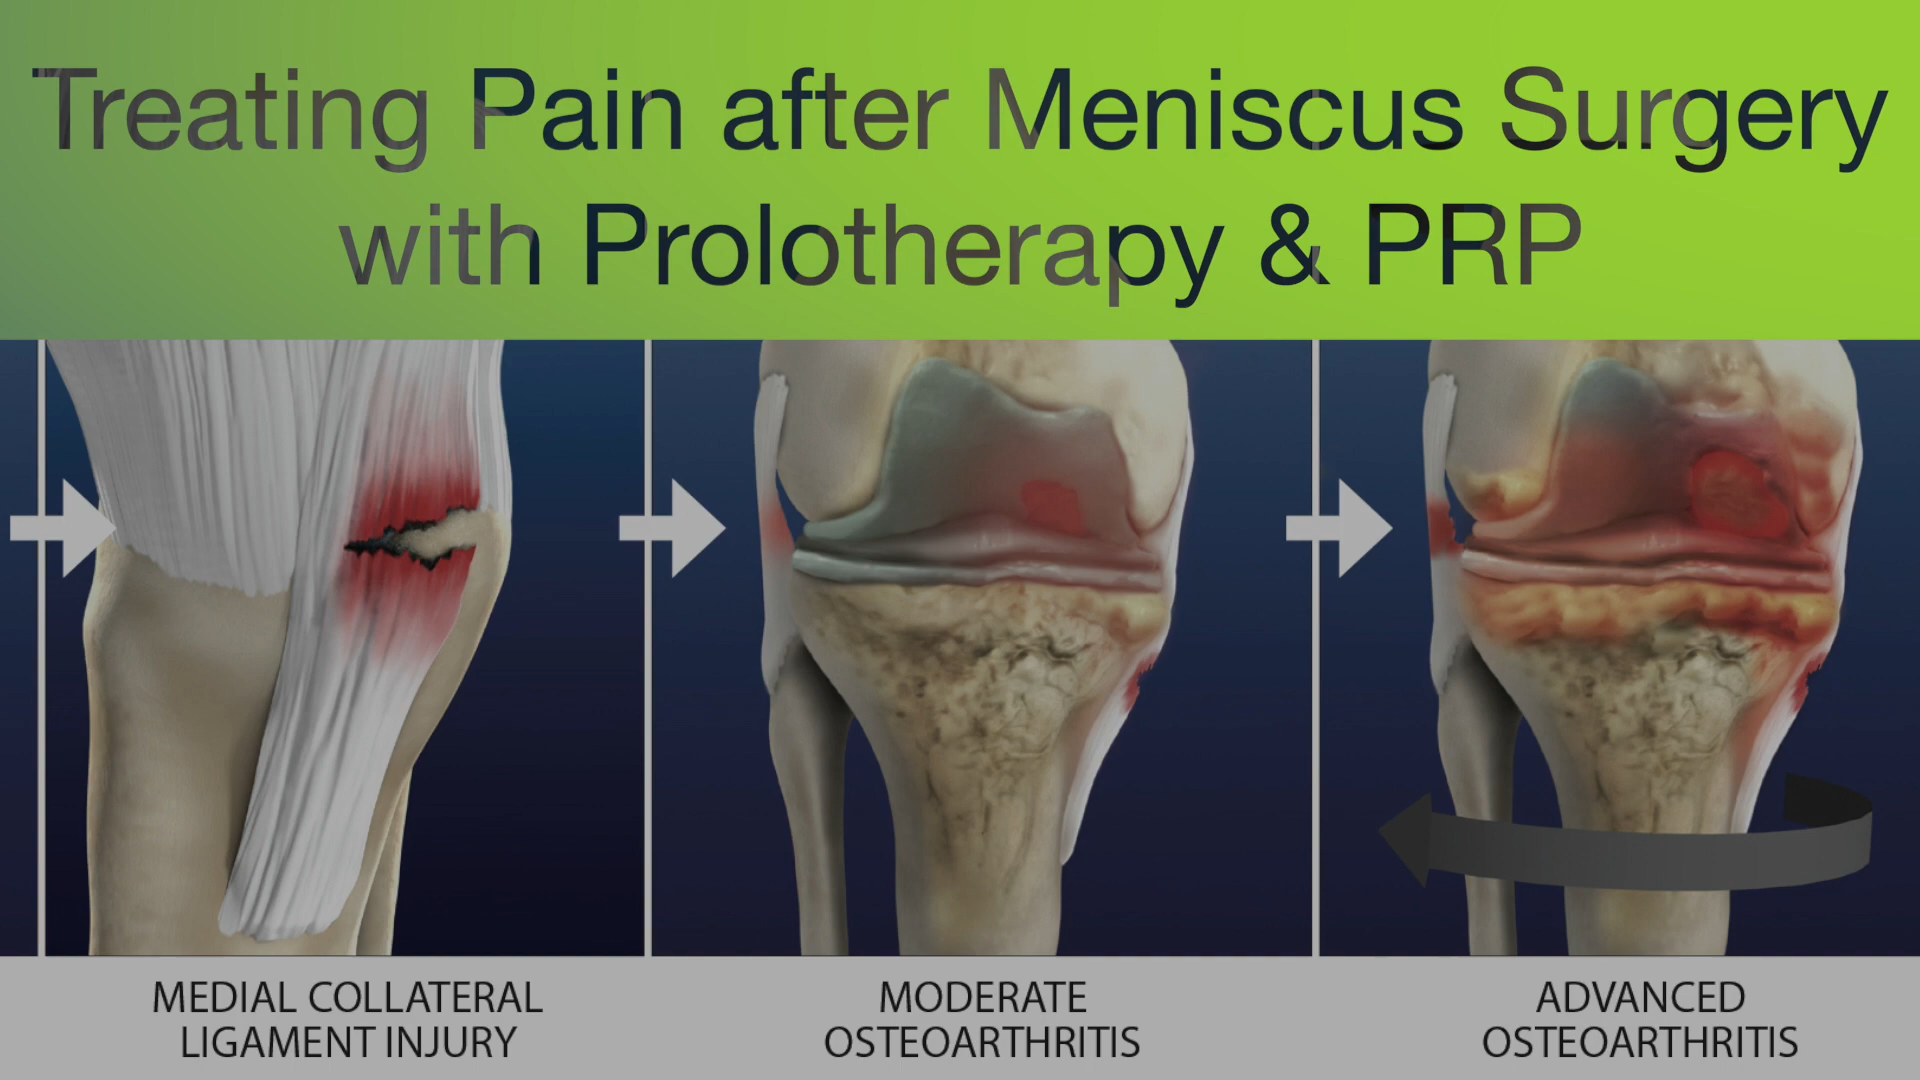 Treating Pain after Meniscus Surgery
with Prolotherapy & PRP
MEDIAL COLLATERAL
LIGAMENT INJURY
MODERATE
OSTEOARTHRITIS
ADVANCED
OSTEOARTHRITIS